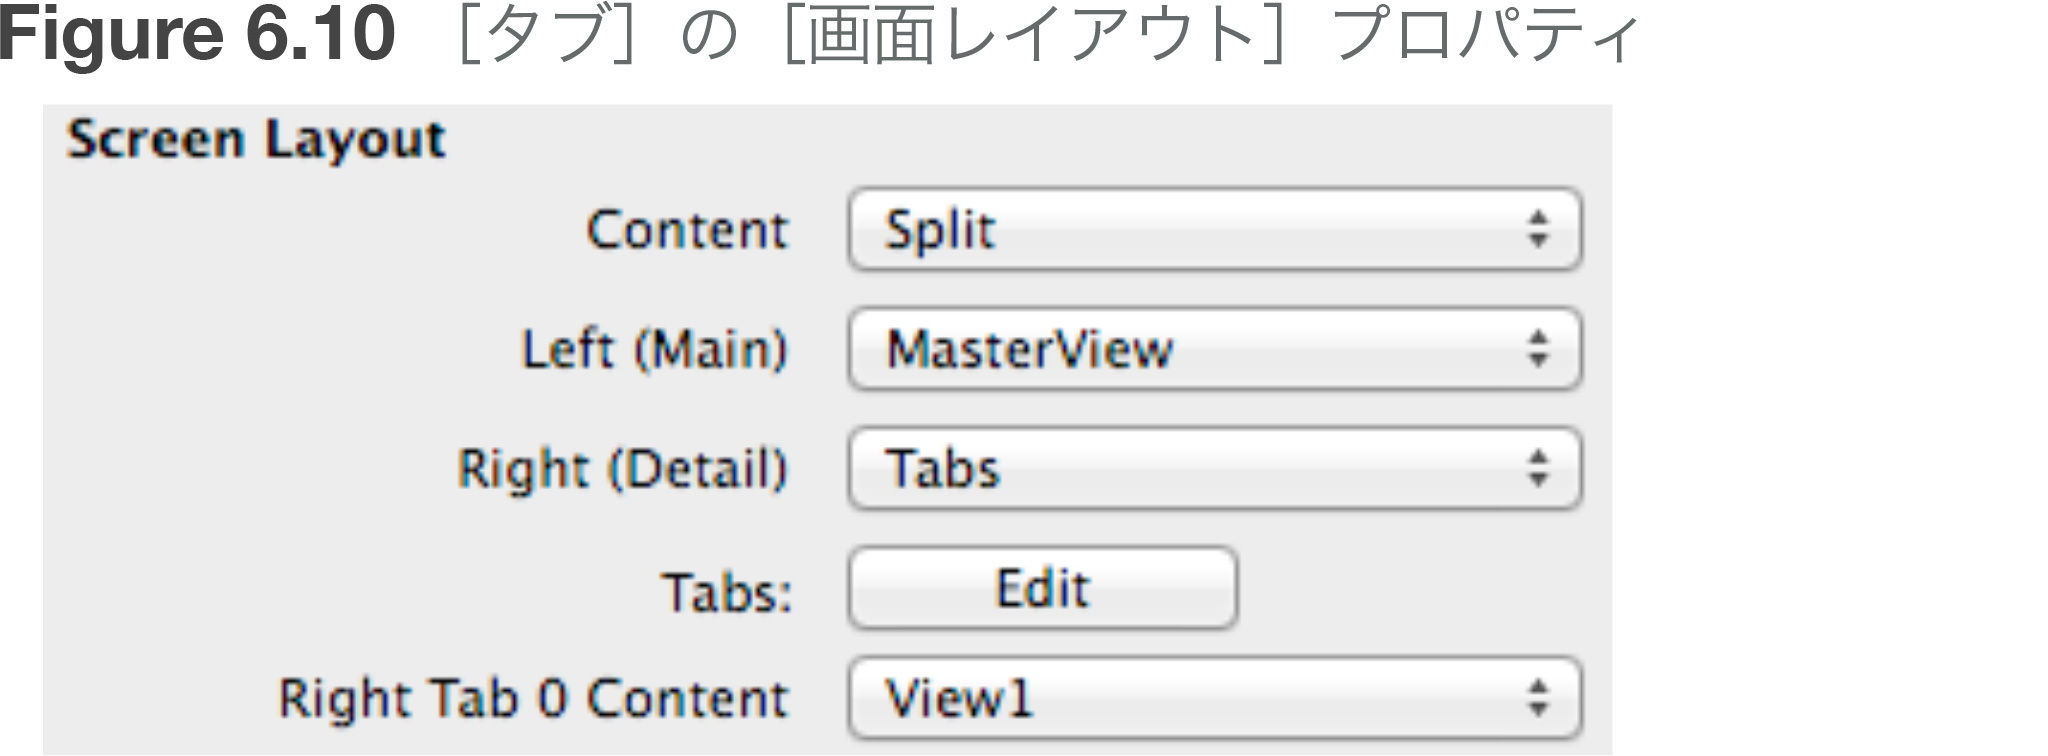 Figure 6.10 ［タブ］の［画面レイアウト］プロパティ
Screen Layout
Content Split
Left (Main) MasterView
Right (Detail) Tabs
Tabs: Edit
Right Tab 0 Content View1